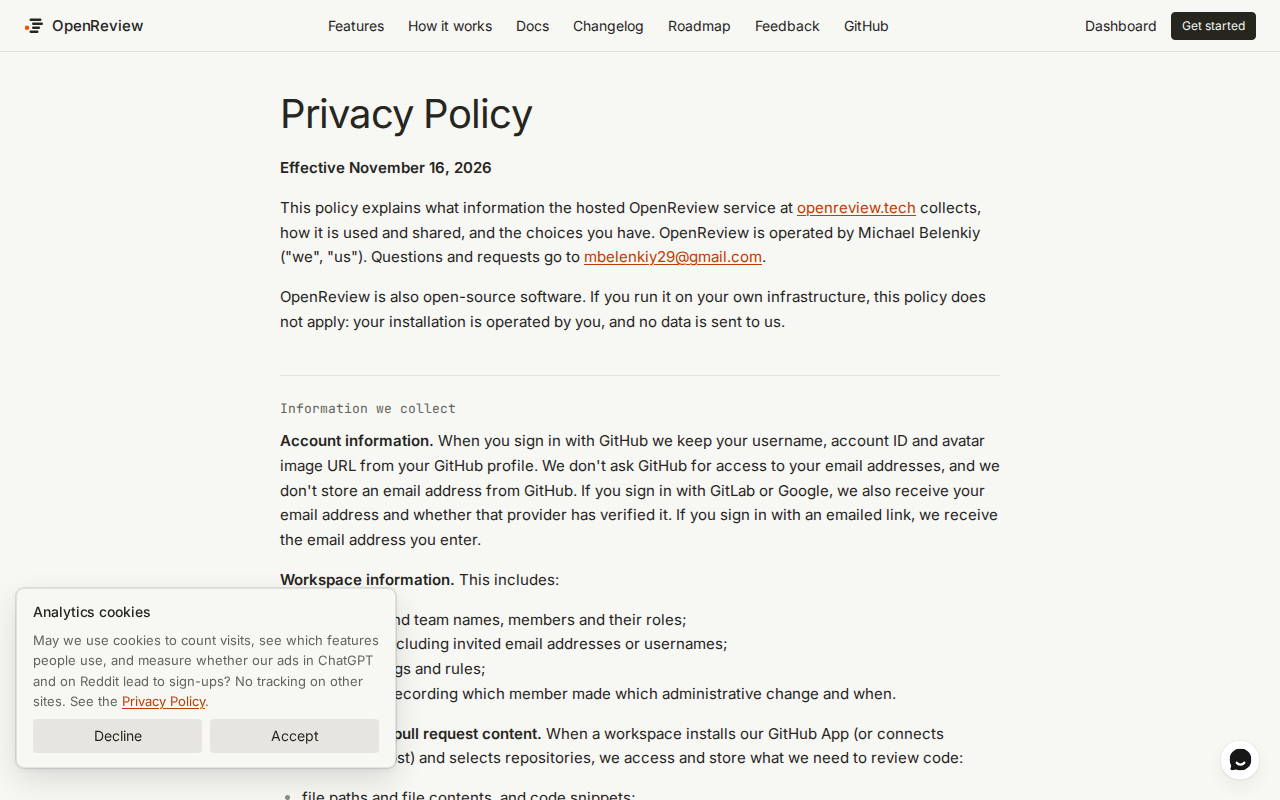 OpenReview
Features
How it works
Docs
Changelog
Roadmap
Feedback
GitHub
Dashboard
Get started
Privacy Policy
Effective November 16, 2026
This policy explains what information the hosted OpenReview service at openreview.tech collects,
how it is used and shared, and the choices you have. OpenReview is operated by Michael Belenkiy
("we", "us"). Questions and requests go to mbelenkiy29@gmail.com.
OpenReview is also open-source software. If you run it on your own infrastructure, this policy does
not apply: your installation is operated by you, and no data is sent to us.
Information we collect
Account information. When you sign in with GitHub we keep your username, account ID and avatar
image URL from your GitHub profile. We don't ask GitHub for access to your email addresses, and we
don't store an email address from GitHub. If you sign in with GitLab or Google, we also receive your
email address and whether that provider has verified it. If you sign in with an emailed link, we receive
the email address you enter.
Workspace information. This includes:
team names, members and their roles;
invited email addresses or usernames;
and rules;
recording which member made which administrative change and when.
pull request content. When a workspace installs our GitHub App (or connects
and selects repositories, we access and store what we need to review code:
file paths and file contents, and code snippets;
Analytics cookies
May we use cookies to count visits, see which features
people use, and measure whether our ads in ChatGPT
and on Reddit lead to sign-ups? No tracking on other
sites. See the Privacy Policy.
Decline
Accept